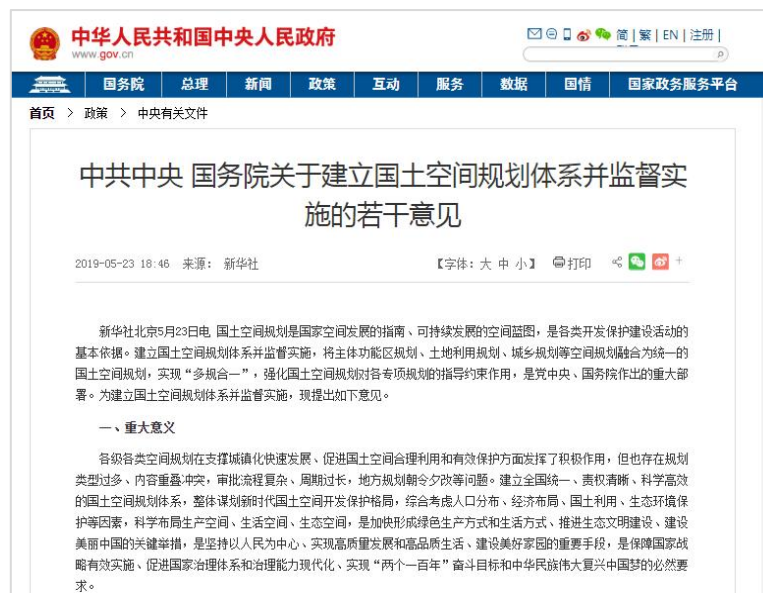 中华人民共和国中央人民政府
www.gov.cn
简 | 繁 | EN | 注册 |
国务院 总理 新闻 政策 互动 服务 数据 国情 国家政务服务平台
首页 > 政策 > 中央有关文件
中共中央 国务院关于建立国土空间规划体系并监督实
施的若干意见
2019-05-23 18:46 来源： 新华社 【字体：大 中 小】 打印
新华社北京5月23日电 国土空间规划是国家空间发展的指南、可持续发展的空间蓝图，是各类开发保护建设活动的
基本依据。建立国土空间规划体系并监督实施，将主体功能区规划、土地利用规划、城乡规划等空间规划融合为统一的
国土空间规划，实现“多规合一”，强化国土空间规划对各专项规划的指导约束作用，是党中央、国务院作出的重大部
署。为建立国土空间规划体系并监督实施，现提出如下意见。
一、重大意义
各级各类空间规划在支撑城镇化快速发展、促进国土空间合理利用和有效保护方面发挥了积极作用，但也存在规划
类型过多、内容重叠冲突，审批流程复杂、周期过长，地方规划朝令夕改等问题。建立全国统一、责权清晰、科学高效
的国土空间规划体系，整体谋划新时代国土空间开发保护格局，综合考虑人口分布、经济布局、国土利用、生态环境保
护等因素，科学布局生产空间、生活空间、生态空间，是加快形成绿色生产方式和生活方式、推进生态文明建设、建设
美丽中国的关键举措，是坚持以人民为中心、实现高质量发展和高品质生活、建设美好家园的重要手段，是保障国家战
略有效实施、促进国家治理体系和治理能力现代化、实现“两个一百年”奋斗目标和中华民族伟大复兴中国梦的必然要
求。